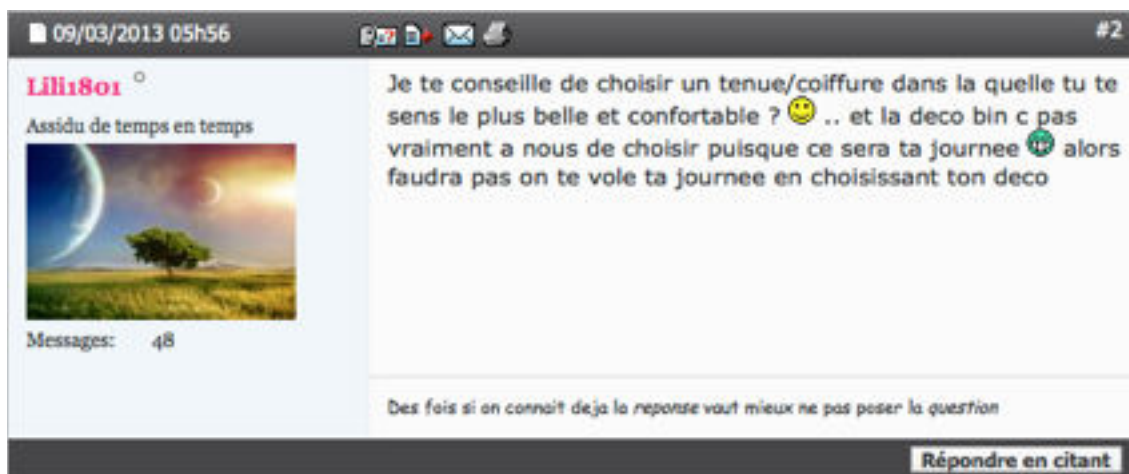 09/03/2013 05h56 #2
Lili1801
Assidu de temps en temps
Messages: 48
Je te conseille de choisir un tenue/coiffure dans la quelle tu te
sens le plus belle et confortable ? .. et la deco bin c pas
vraiment a nous de choisir puisque ce sera ta journee alors
faudra pas on te vole ta journee en choisissant ton deco
Des fois si on connait deja la reponse vaut mieux ne pas poser la question
Répondre en citant